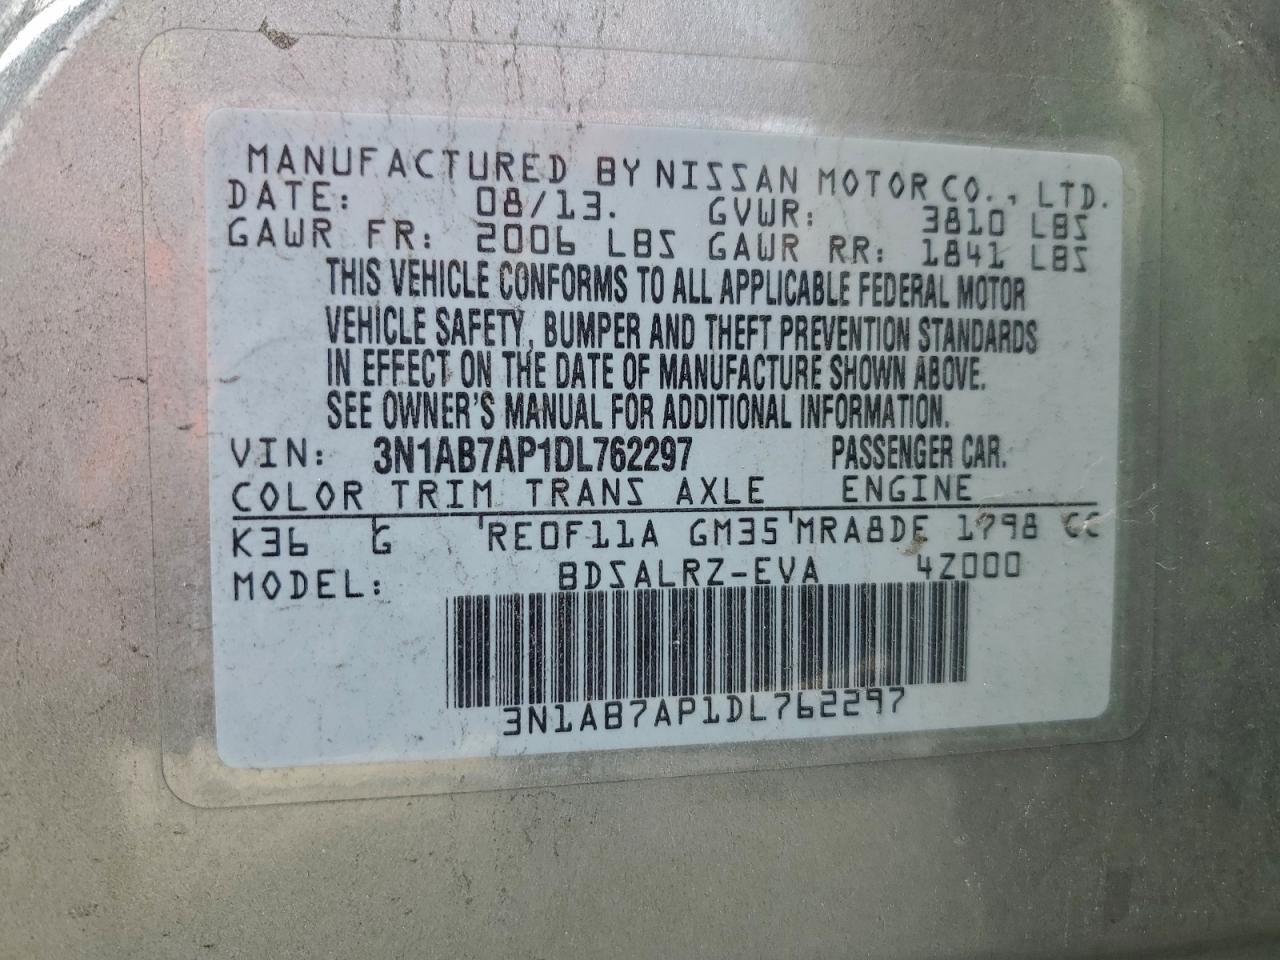 MANUFACTURED BY NISSAN MOTOR CO., LTD.
DATE: 08/13. GVWR: 3810 LBS
GAWR FR: 2006 LBS GAWR RR: 1841 LBS
THIS VEHICLE CONFORMS TO ALL APPLICABLE FEDERAL MOTOR
VEHICLE SAFETY, BUMPER AND THEFT PREVENTION STANDARDS
IN EFFECT ON THE DATE OF MANUFACTURE SHOWN ABOVE.
SEE OWNER'S MANUAL FOR ADDITIONAL INFORMATION.
VIN: 3N1AB7AP1DL762297 PASSENGER CAR.
COLOR TRIM TRANS AXLE ENGINE
K36 G RE0F11A GM35 MRA8DE 1798 CC
MODEL: BDSALRZ-EVA 4Z000
3N1AB7AP1DL762297